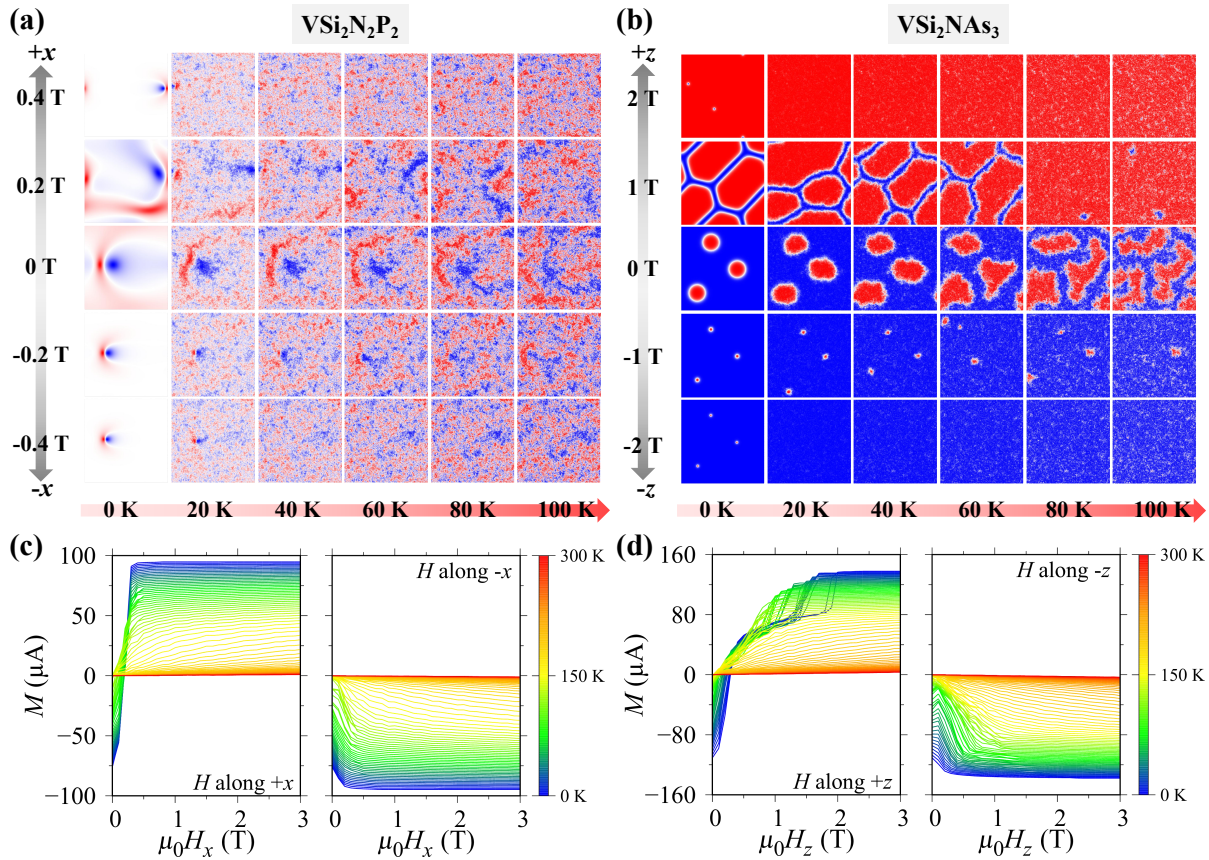 (a) VSi₂N₂P₂
+x
0.4 T
0.2 T
0 T
-0.2 T
-0.4 T
-x
0 K 20 K 40 K 60 K 80 K 100 K
(b) VSi₂NAs₃
+z
2 T
1 T
0 T
-1 T
-2 T
-z
0 K 20 K 40 K 60 K 80 K 100 K
(c)
M (μA)
100
50
0
−50
−100
H along +x
0 1 2 3
μ₀Hₓ (T)
H along -x
0 1 2 3
μ₀Hₓ (T)
300 K
150 K
0 K
(d)
M (μA)
160
80
0
−80
−160
H along +z
0 1 2 3
μ₀H_z (T)
H along -z
0 1 2 3
μ₀H_z (T)
300 K
150 K
0 K